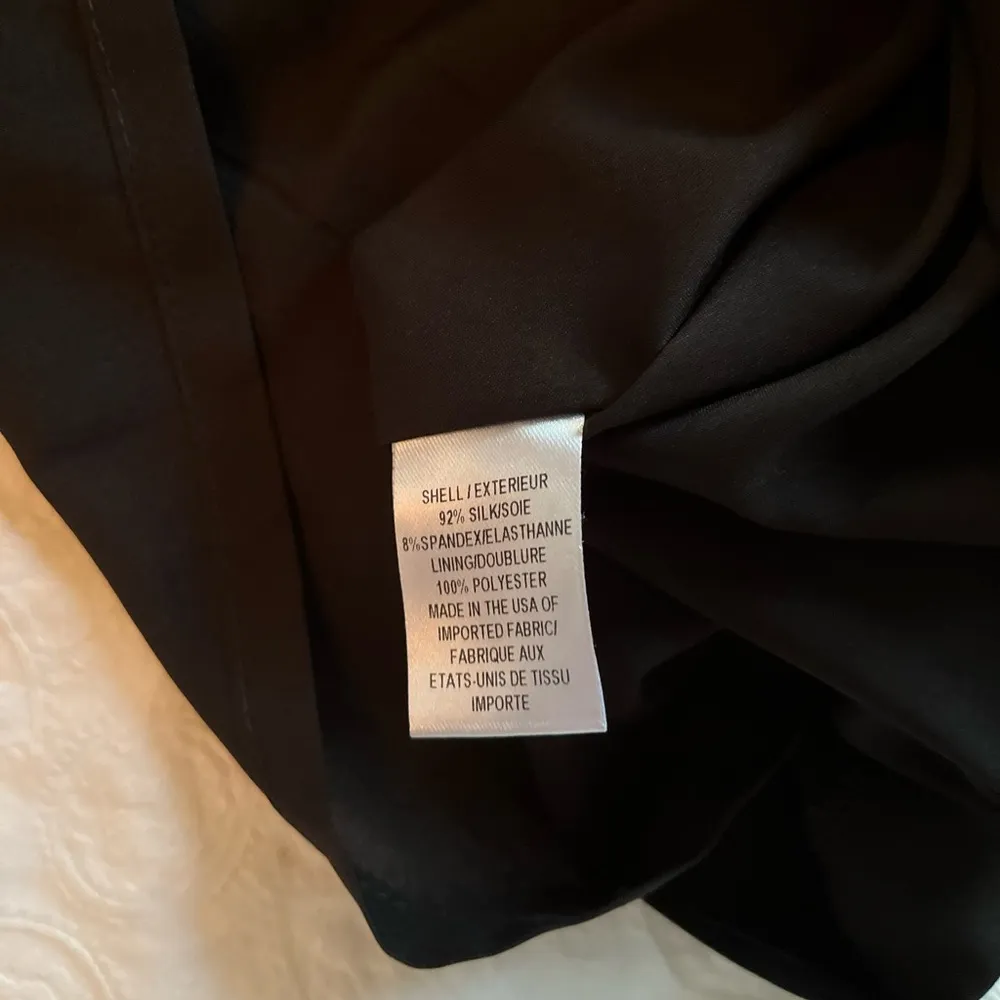 SHELL / EXTERIEUR
92% SILK/SOIE
8%SPANDEX/ELASTHANNE
LINING/DOUBLURE
100% POLYESTER
MADE IN THE USA OF
IMPORTED FABRIC/
FABRIQUE AUX
ETATS-UNIS DE TISSU
IMPORTE